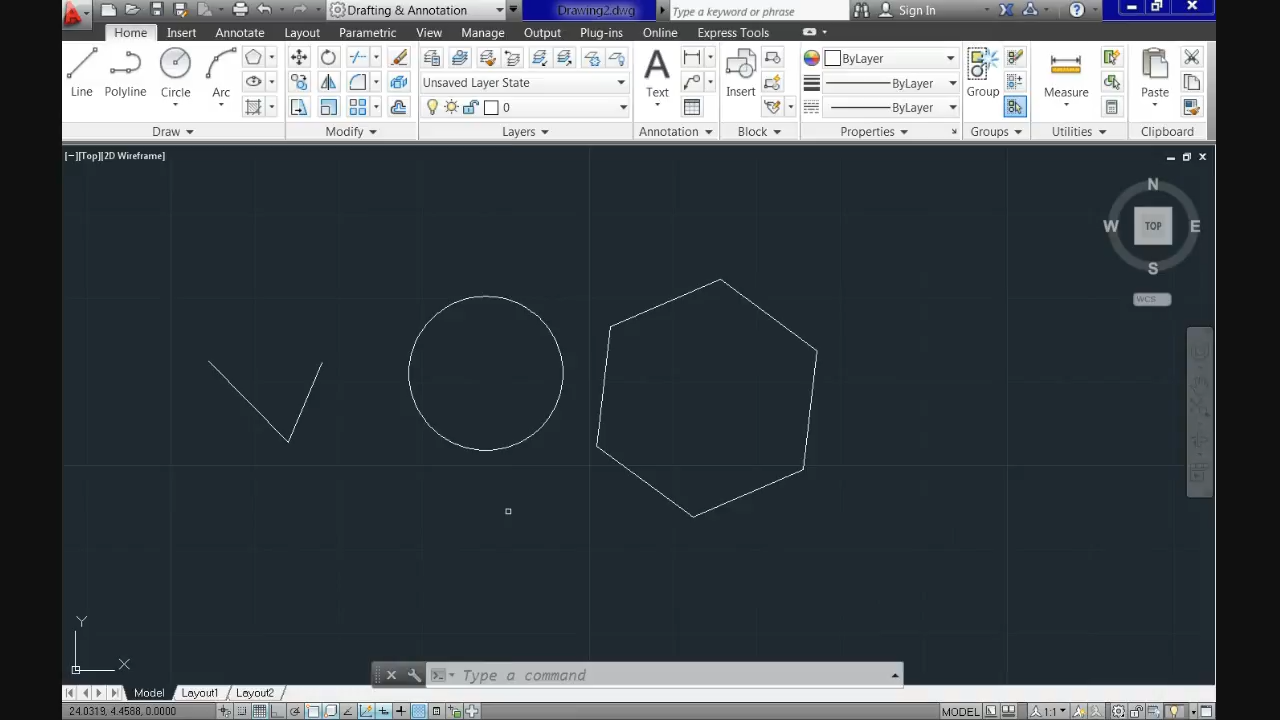 Drafting & Annotation
Drawing2.dwg
Type a keyword or phrase
Sign In
Home Insert Annotate Layout Parametric View Manage Output Plug-ins Online Express Tools
Line Polyline Circle Arc
Unsaved Layer State
0
Text Insert
ByLayer
ByLayer
ByLayer
Group Measure Paste
Draw Modify Layers Annotation Block Properties Groups Utilities Clipboard
[−][Top][2D Wireframe]
N
W TOP E
S
WCS
Y
X
Type a command
Model Layout1 Layout2
24.0319, 4.4588, 0.0000
MODEL
1:1